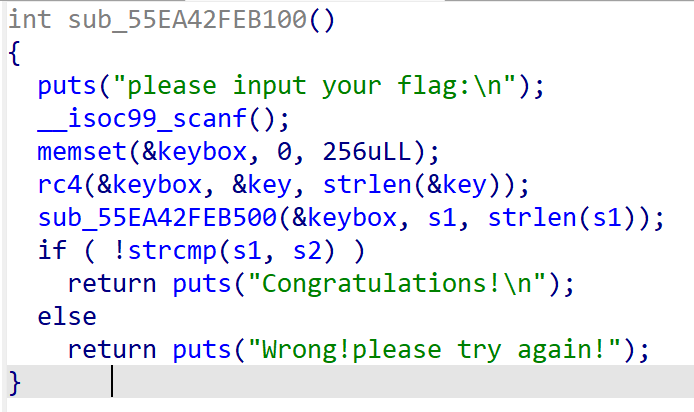 int sub_55EA42FEB100()
{
  puts("please input your flag:\n");
  __isoc99_scanf();
  memset(&keybox, 0, 256uLL);
  rc4(&keybox, &key, strlen(&key));
  sub_55EA42FEB500(&keybox, s1, strlen(s1));
  if ( !strcmp(s1, s2) )
    return puts("Congratulations!\n");
  else
    return puts("Wrong!please try again!");
}